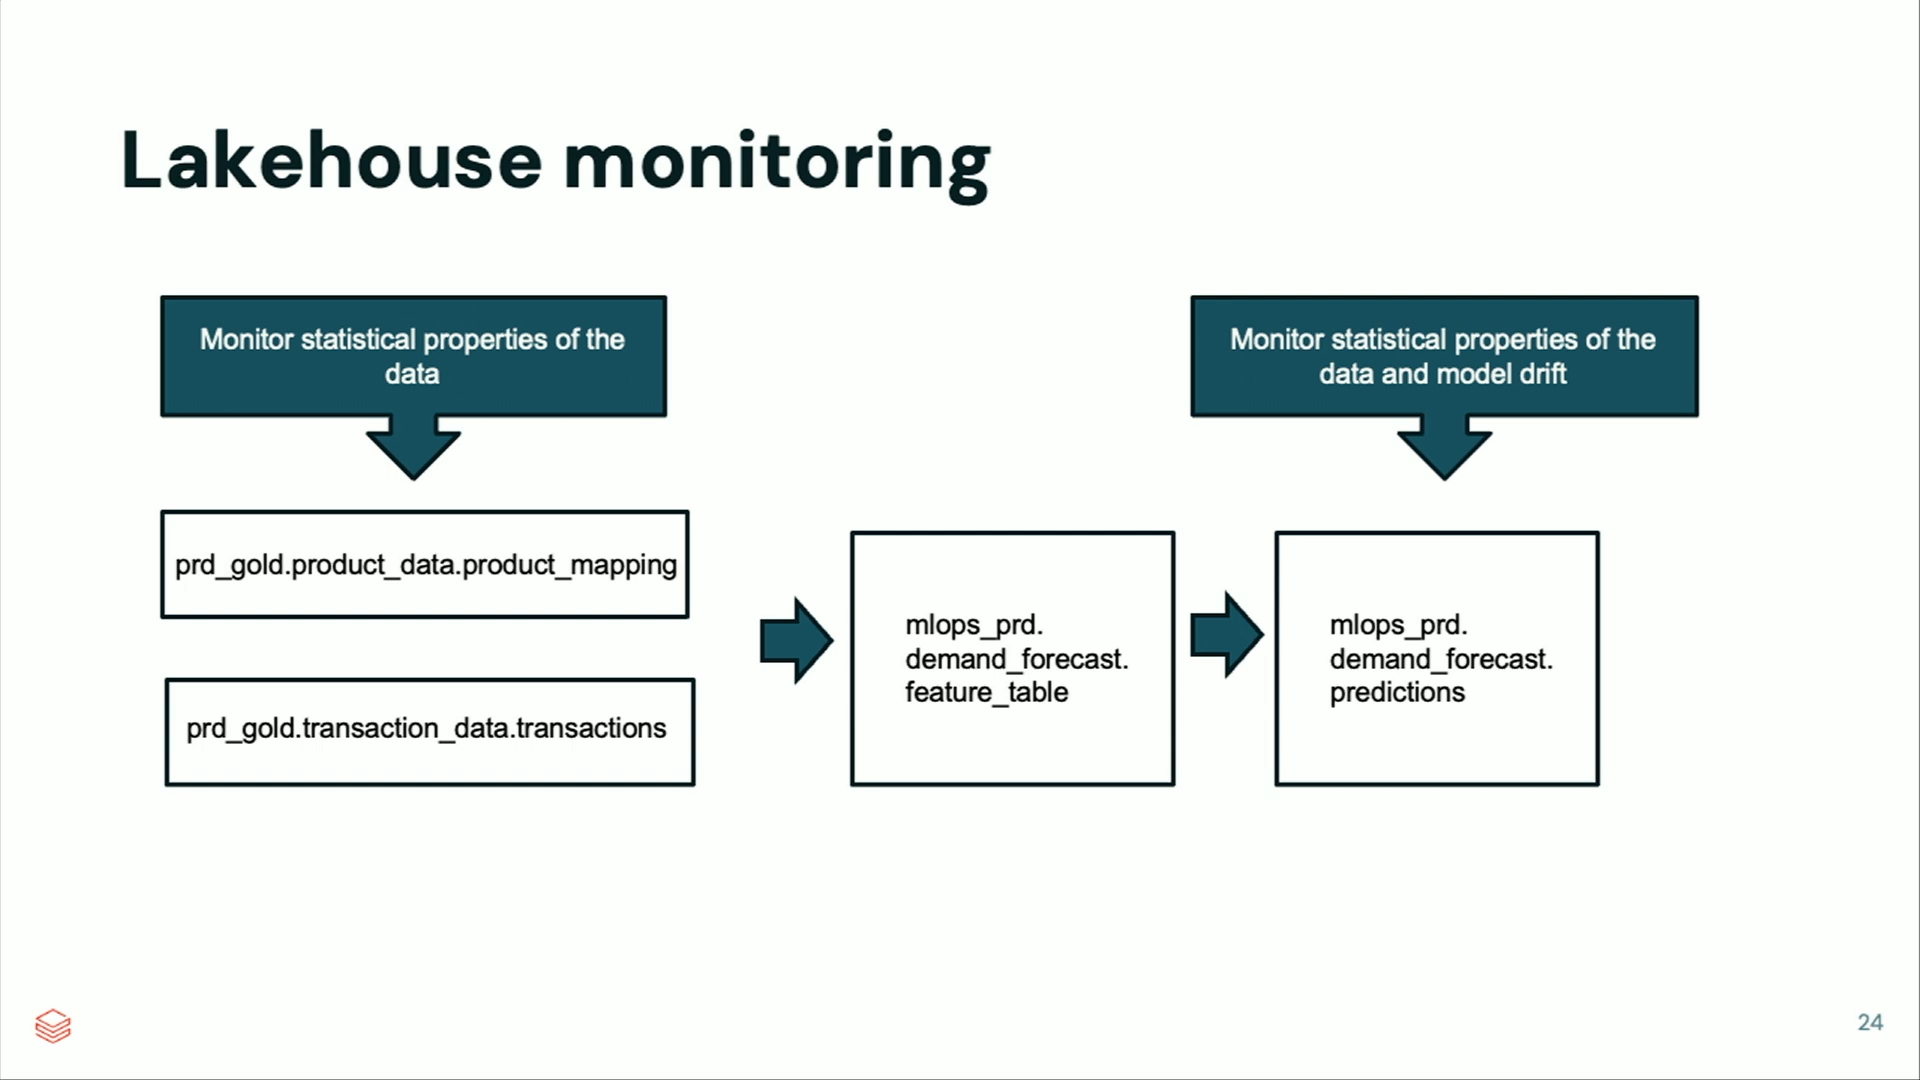 Lakehouse monitoring
Monitor statistical properties of the
data
Monitor statistical properties of the
data and model drift
prd_gold.product_data.product_mapping
prd_gold.transaction_data.transactions
mlops_prd.
demand_forecast.
feature_table
mlops_prd.
demand_forecast.
predictions
24